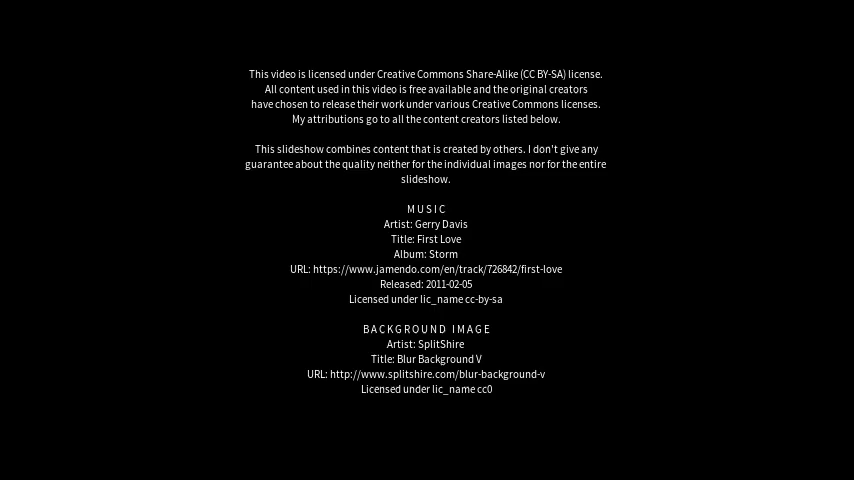 This video is licensed under Creative Commons Share-Alike (CC BY-SA) license.
All content used in this video is free available and the original creators
have chosen to release their work under various Creative Commons licenses.
My attributions go to all the content creators listed below.
This slideshow combines content that is created by others. I don't give any
guarantee about the quality neither for the individual images nor for the entire
slideshow.
MUSIC
Artist: Gerry Davis
Title: First Love
Album: Storm
URL: https://www.jamendo.com/en/track/726842/first-love
Released: 2011-02-05
Licensed under lic_name cc-by-sa
BACKGROUND IMAGE
Artist: SplitShire
Title: Blur Background V
URL: http://www.splitshire.com/blur-background-v
Licensed under lic_name cc0